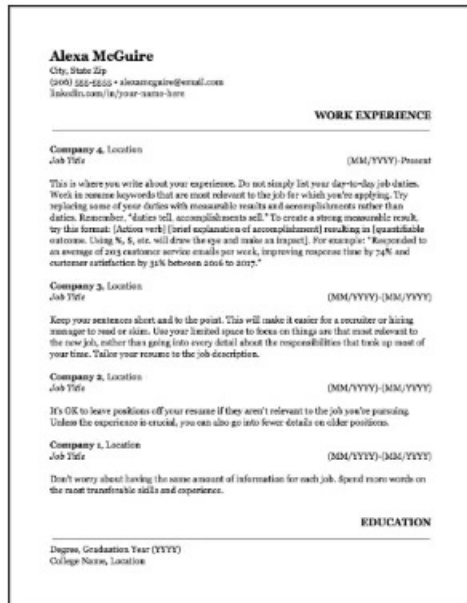 Alexa McGuire
City, State Zip
(206) 555-5555 • alexamcguire@email.com
linkedin.com/in/your-name-here
WORK EXPERIENCE
Company 4, Location
Job Title (MM/YYYY)-Present
This is where you write about your experience. Do not simply list your day-to-day job duties.
Work in resume keywords that are most relevant to the job for which you're applying. Try
replacing some of your duties with measurable results and accomplishments rather than
duties. Remember, "duties tell, accomplishments sell." To create a strong measurable result,
try this format: [Action verb] [brief explanation of accomplishment] resulting in [quantifiable
outcome. Using %, $, etc. will draw the eye and make an impact]. For example: "Responded to
an average of 203 customer service emails per week, improving response time by 74% and
customer satisfaction by 31% between 2016 to 2017."
Company 3, Location
Job Title (MM/YYYY)-(MM/YYYY)
Keep your sentences short and to the point. This will make it easier for a recruiter or hiring
manager to read or skim. Use your limited space to focus on things are that most relevant to
the new job, rather than going into every detail about the responsibilities that took up most of
your time. Tailor your resume to the job description.
Company 2, Location
Job Title (MM/YYYY)-(MM/YYYY)
It's OK to leave positions off your resume if they aren't relevant to the job you're pursuing.
Unless the experience is crucial, you can also go into fewer details on older positions.
Company 1, Location
Job Title (MM/YYYY)-(MM/YYYY)
Don't worry about having the same amount of information for each job. Spend more words on
the most transferable skills and experience.
EDUCATION
Degree, Graduation Year (YYYY)
College Name, Location